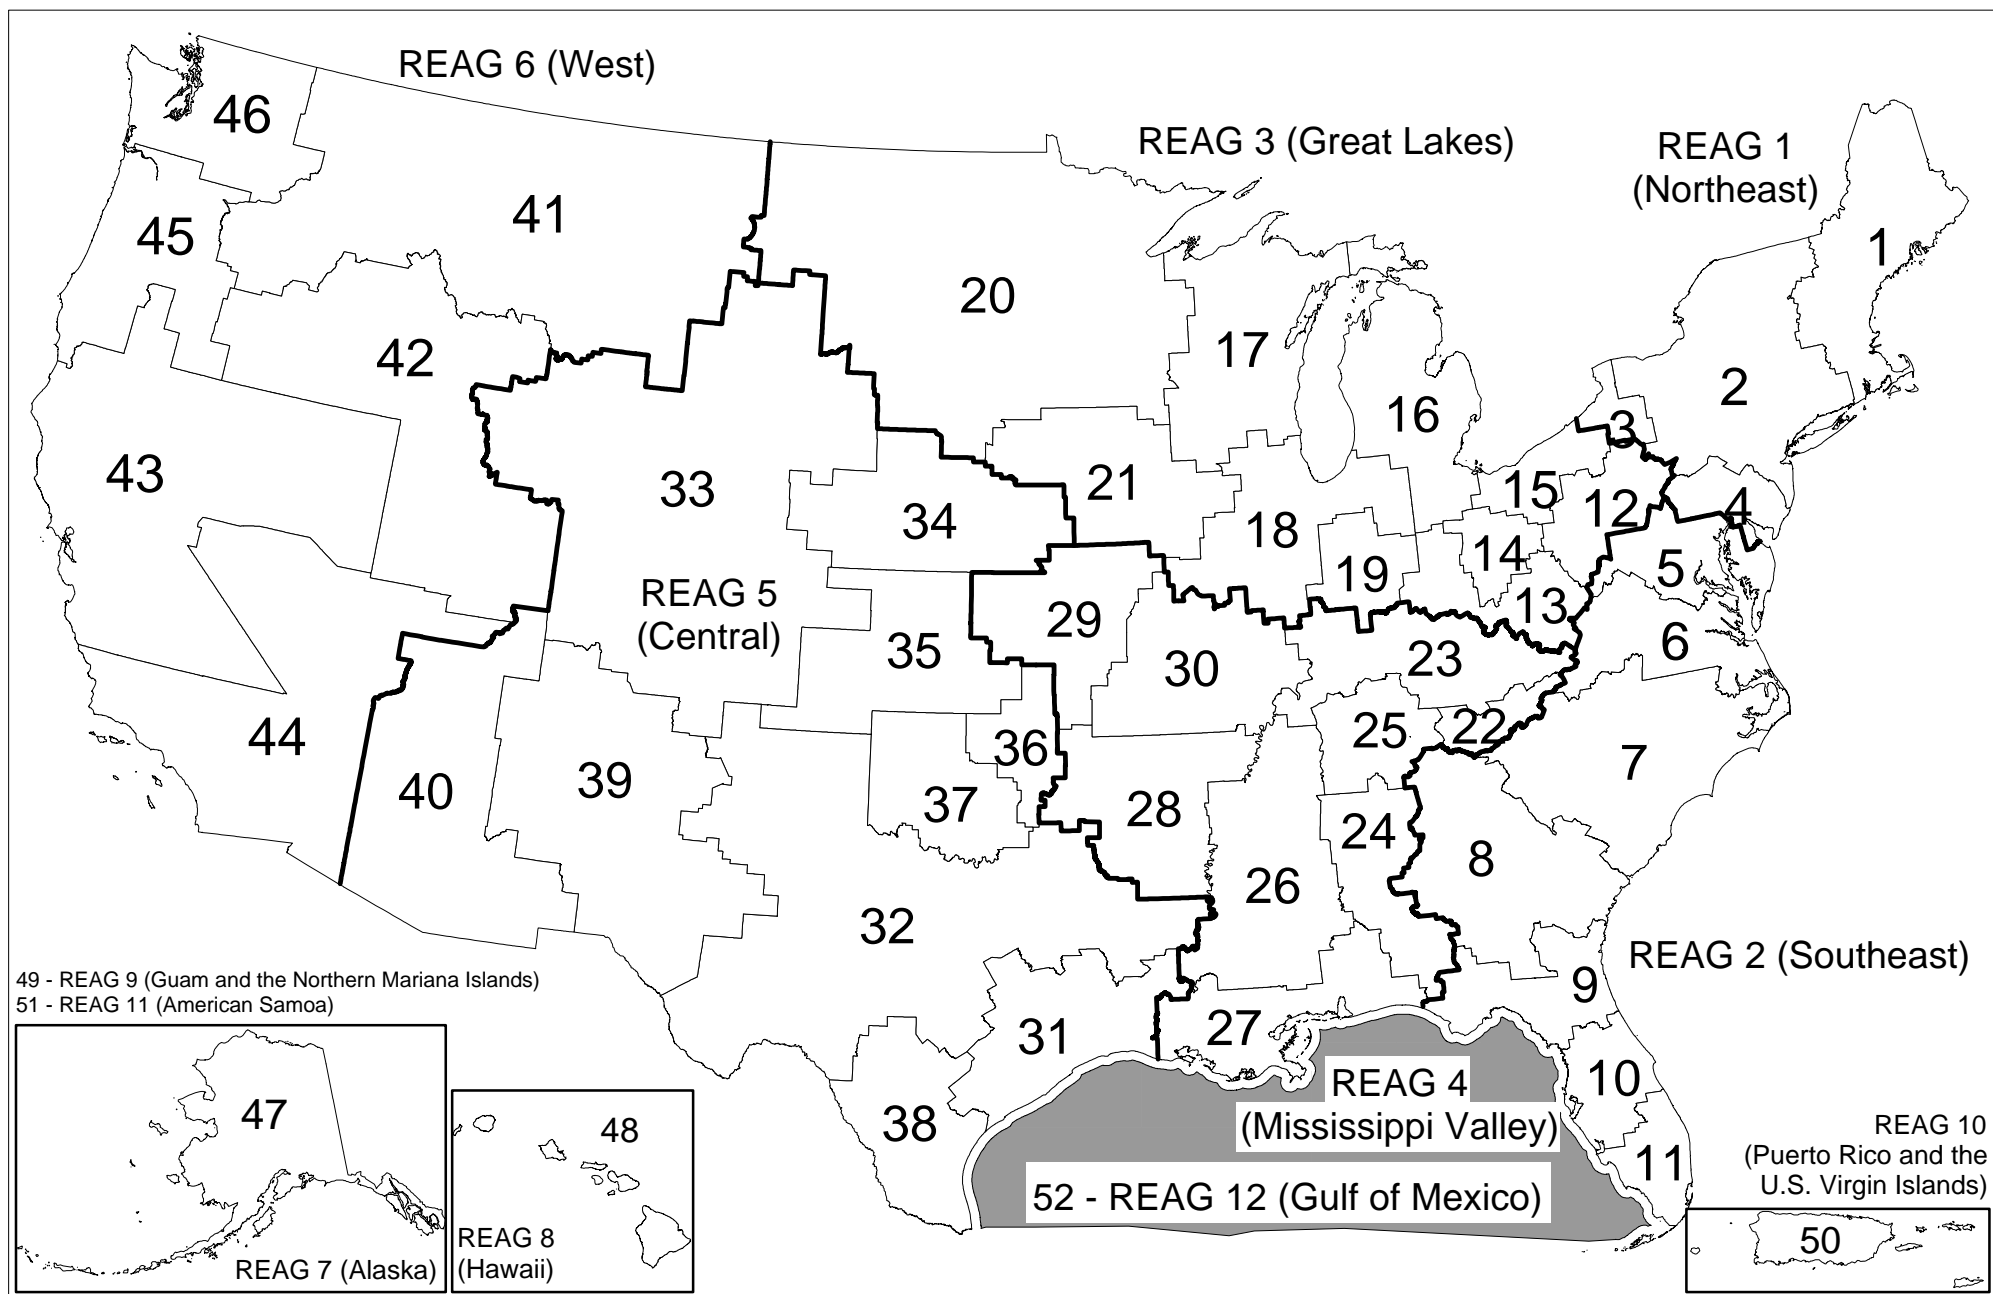 REAG 6 (West)
46
REAG 3 (Great Lakes)
REAG 1
(Northeast)
41
45
1
20
42
17
2
16
3
43
33
21
34
15
12
4
18
14
5
19
REAG 5
(Central)
13
29
6
35
30
23
44
25
22
36
7
40
39
37
28
24
8
26
32
REAG 2 (Southeast)
49 - REAG 9 (Guam and the Northern Mariana Islands)
51 - REAG 11 (American Samoa)
9
27
31
10
REAG 4
(Mississippi Valley)
47
48
38
REAG 10
(Puerto Rico and the
U.S. Virgin Islands)
11
52 - REAG 12 (Gulf of Mexico)
REAG 8
(Hawaii)
50
REAG 7 (Alaska)